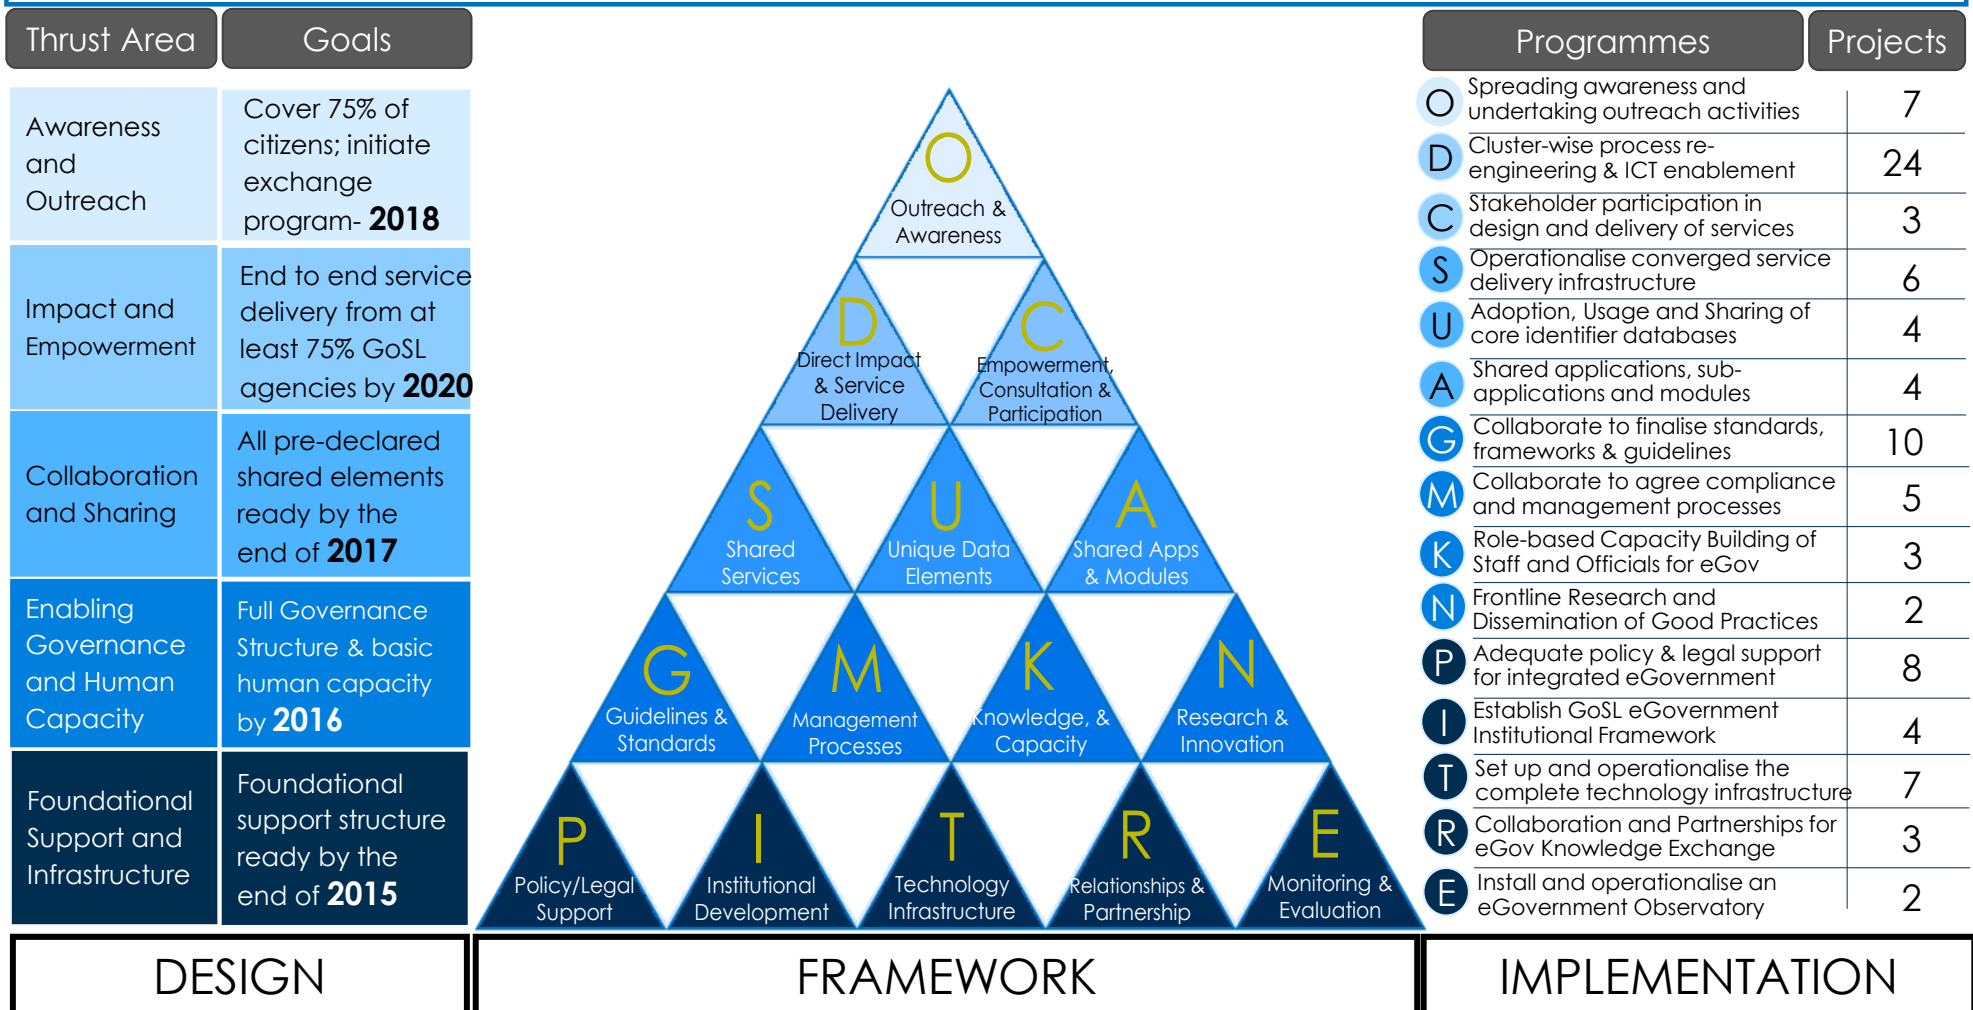 Thrust Area
Goals
Awareness
and
Outreach
Cover 75% of
citizens; initiate
exchange
program- 2018
Impact and
Empowerment
End to end service
delivery from at
least 75% GoSL
agencies by 2020
Collaboration
and Sharing
All pre-declared
shared elements
ready by the
end of 2017
Enabling
Governance
and Human
Capacity
Full Governance
Structure & basic
human capacity
by 2016
Foundational
Support and
Infrastructure
Foundational
support structure
ready by the
end of 2015
DESIGN
O
Outreach &
Awareness
D
Direct Impact
& Service
Delivery
C
Empowerment,
Consultation &
Participation
S
Shared
Services
U
Unique Data
Elements
A
Shared Apps
& Modules
G
Guidelines &
Standards
M
Management
Processes
K
Knowledge, &
Capacity
N
Research &
Innovation
P
Policy/Legal
Support
I
Institutional
Development
T
Technology
Infrastructure
R
Relationships &
Partnership
E
Monitoring &
Evaluation
FRAMEWORK
Programmes
Projects
O
Spreading awareness and
undertaking outreach activities
7
D
Cluster-wise process re-
engineering & ICT enablement
24
C
Stakeholder participation in
design and delivery of services
3
S
Operationalise converged service
delivery infrastructure
6
U
Adoption, Usage and Sharing of
core identifier databases
4
A
Shared applications, sub-
applications and modules
4
G
Collaborate to finalise standards,
frameworks & guidelines
10
M
Collaborate to agree compliance
and management processes
5
K
Role-based Capacity Building of
Staff and Officials for eGov
3
N
Frontline Research and
Dissemination of Good Practices
2
P
Adequate policy & legal support
for integrated eGovernment
8
I
Establish GoSL eGovernment
Institutional Framework
4
T
Set up and operationalise the
complete technology infrastructure
7
R
Collaboration and Partnerships for
eGov Knowledge Exchange
3
E
Install and operationalise an
eGovernment Observatory
2
IMPLEMENTATION